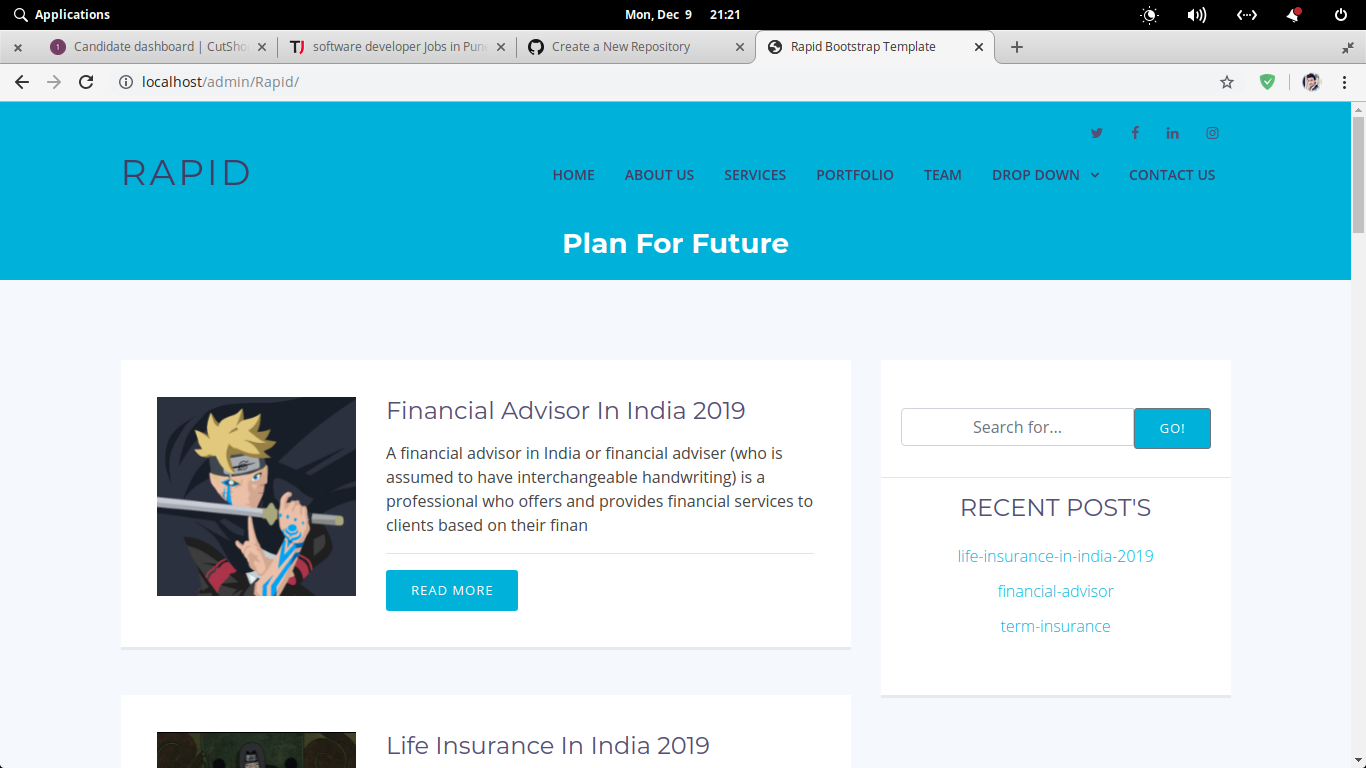 Applications
Mon, Dec 9 21:21
Candidate dashboard | CutSho
software developer Jobs in Pun
Create a New Repository
Rapid Bootstrap Template
localhost/admin/Rapid/
RAPID
HOME ABOUT US SERVICES PORTFOLIO TEAM DROP DOWN CONTACT US
Plan For Future
Financial Advisor In India 2019
A financial advisor in India or financial adviser (who is
assumed to have interchangeable handwriting) is a
professional who offers and provides financial services to
clients based on their finan
READ MORE
Life Insurance In India 2019
Search for...
GO!
RECENT POST'S
life-insurance-in-india-2019
financial-advisor
term-insurance